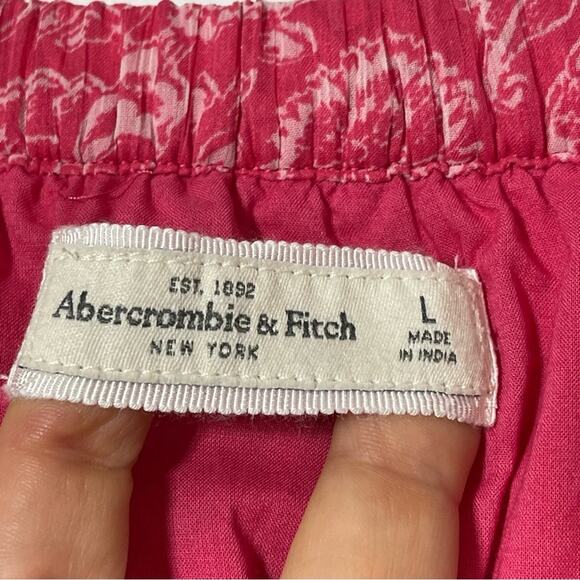 EST. 1892
Abercrombie & Fitch
NEW YORK
L
MADE
IN INDIA